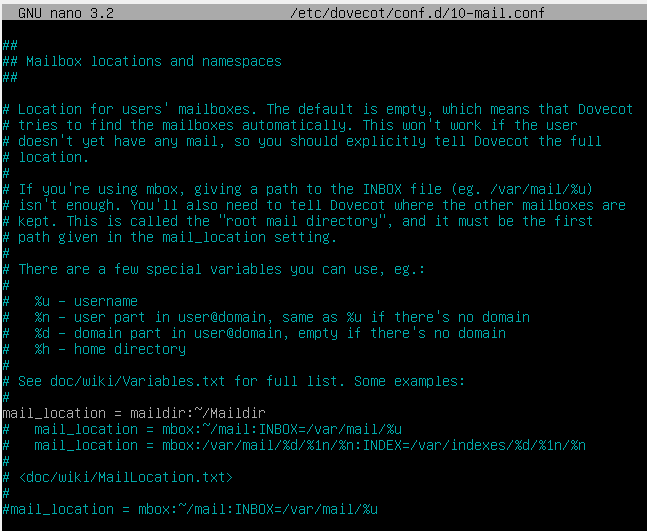 GNU nano 3.2 /etc/dovecot/conf.d/10-mail.conf
##
## Mailbox locations and namespaces
##
# Location for users' mailboxes. The default is empty, which means that Dovecot
# tries to find the mailboxes automatically. This won't work if the user
# doesn't yet have any mail, so you should explicitly tell Dovecot the full
# location.
#
# If you're using mbox, giving a path to the INBOX file (eg. /var/mail/%u)
# isn't enough. You'll also need to tell Dovecot where the other mailboxes are
# kept. This is called the "root mail directory", and it must be the first
# path given in the mail_location setting.
#
# There are a few special variables you can use, eg.:
#
#   %u - username
#   %n - user part in user@domain, same as %u if there's no domain
#   %d - domain part in user@domain, empty if there's no domain
#   %h - home directory
#
# See doc/wiki/Variables.txt for full list. Some examples:
#
mail_location = maildir:~/Maildir
#   mail_location = mbox:~/mail:INBOX=/var/mail/%u
#   mail_location = mbox:/var/mail/%d/%1n/%n:INDEX=/var/indexes/%d/%1n/%n
#
# <doc/wiki/MailLocation.txt>
#
#mail_location = mbox:~/mail:INBOX=/var/mail/%u